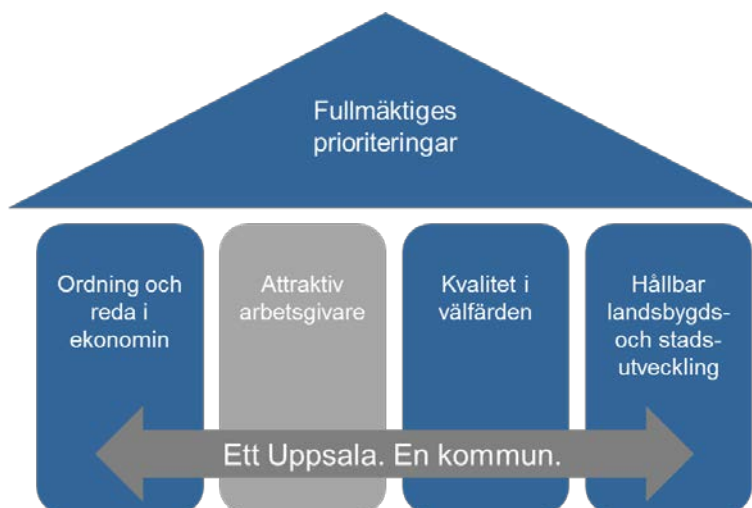 Fullmäktiges
prioriteringar
Ordning och
reda i
ekonomin
Attraktiv
arbetsgivare
Kvalitet i
välfärden
Hållbar
landsbygds-
och stads-
utveckling
Ett Uppsala. En kommun.